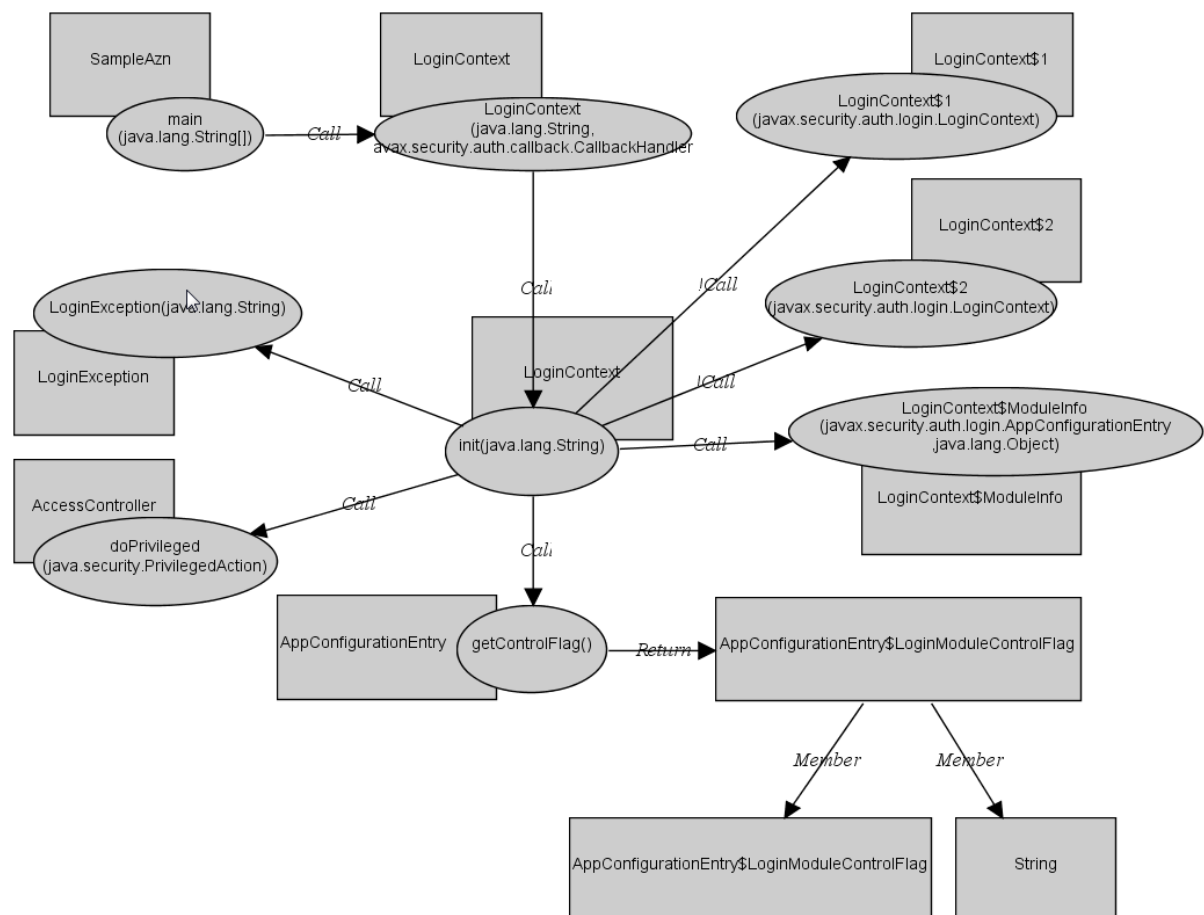 SampleAzn
LoginContext
LoginContext$1
main
(java.lang.String[])
Call
LoginContext
(java.lang.String,
avax.security.auth.callback.CallbackHandler
LoginContext$1
(javax.security.auth.login.LoginContext)
LoginContext$2
LoginContext$2
(javax.security.auth.login.LoginContext)
Call
!Call
LoginException(java.lang.String)
LoginException
Call
LoginContext
!Call
init(java.lang.String)
Call
LoginContext$ModuleInfo
(javax.security.auth.login.AppConfigurationEntry
,java.lang.Object)
LoginContext$ModuleInfo
AccessController
Call
doPrivileged
(java.security.PrivilegedAction)
Call
AppConfigurationEntry
getControlFlag()
Return
AppConfigurationEntry$LoginModuleControlFlag
Member
Member
AppConfigurationEntry$LoginModuleControlFlag
String